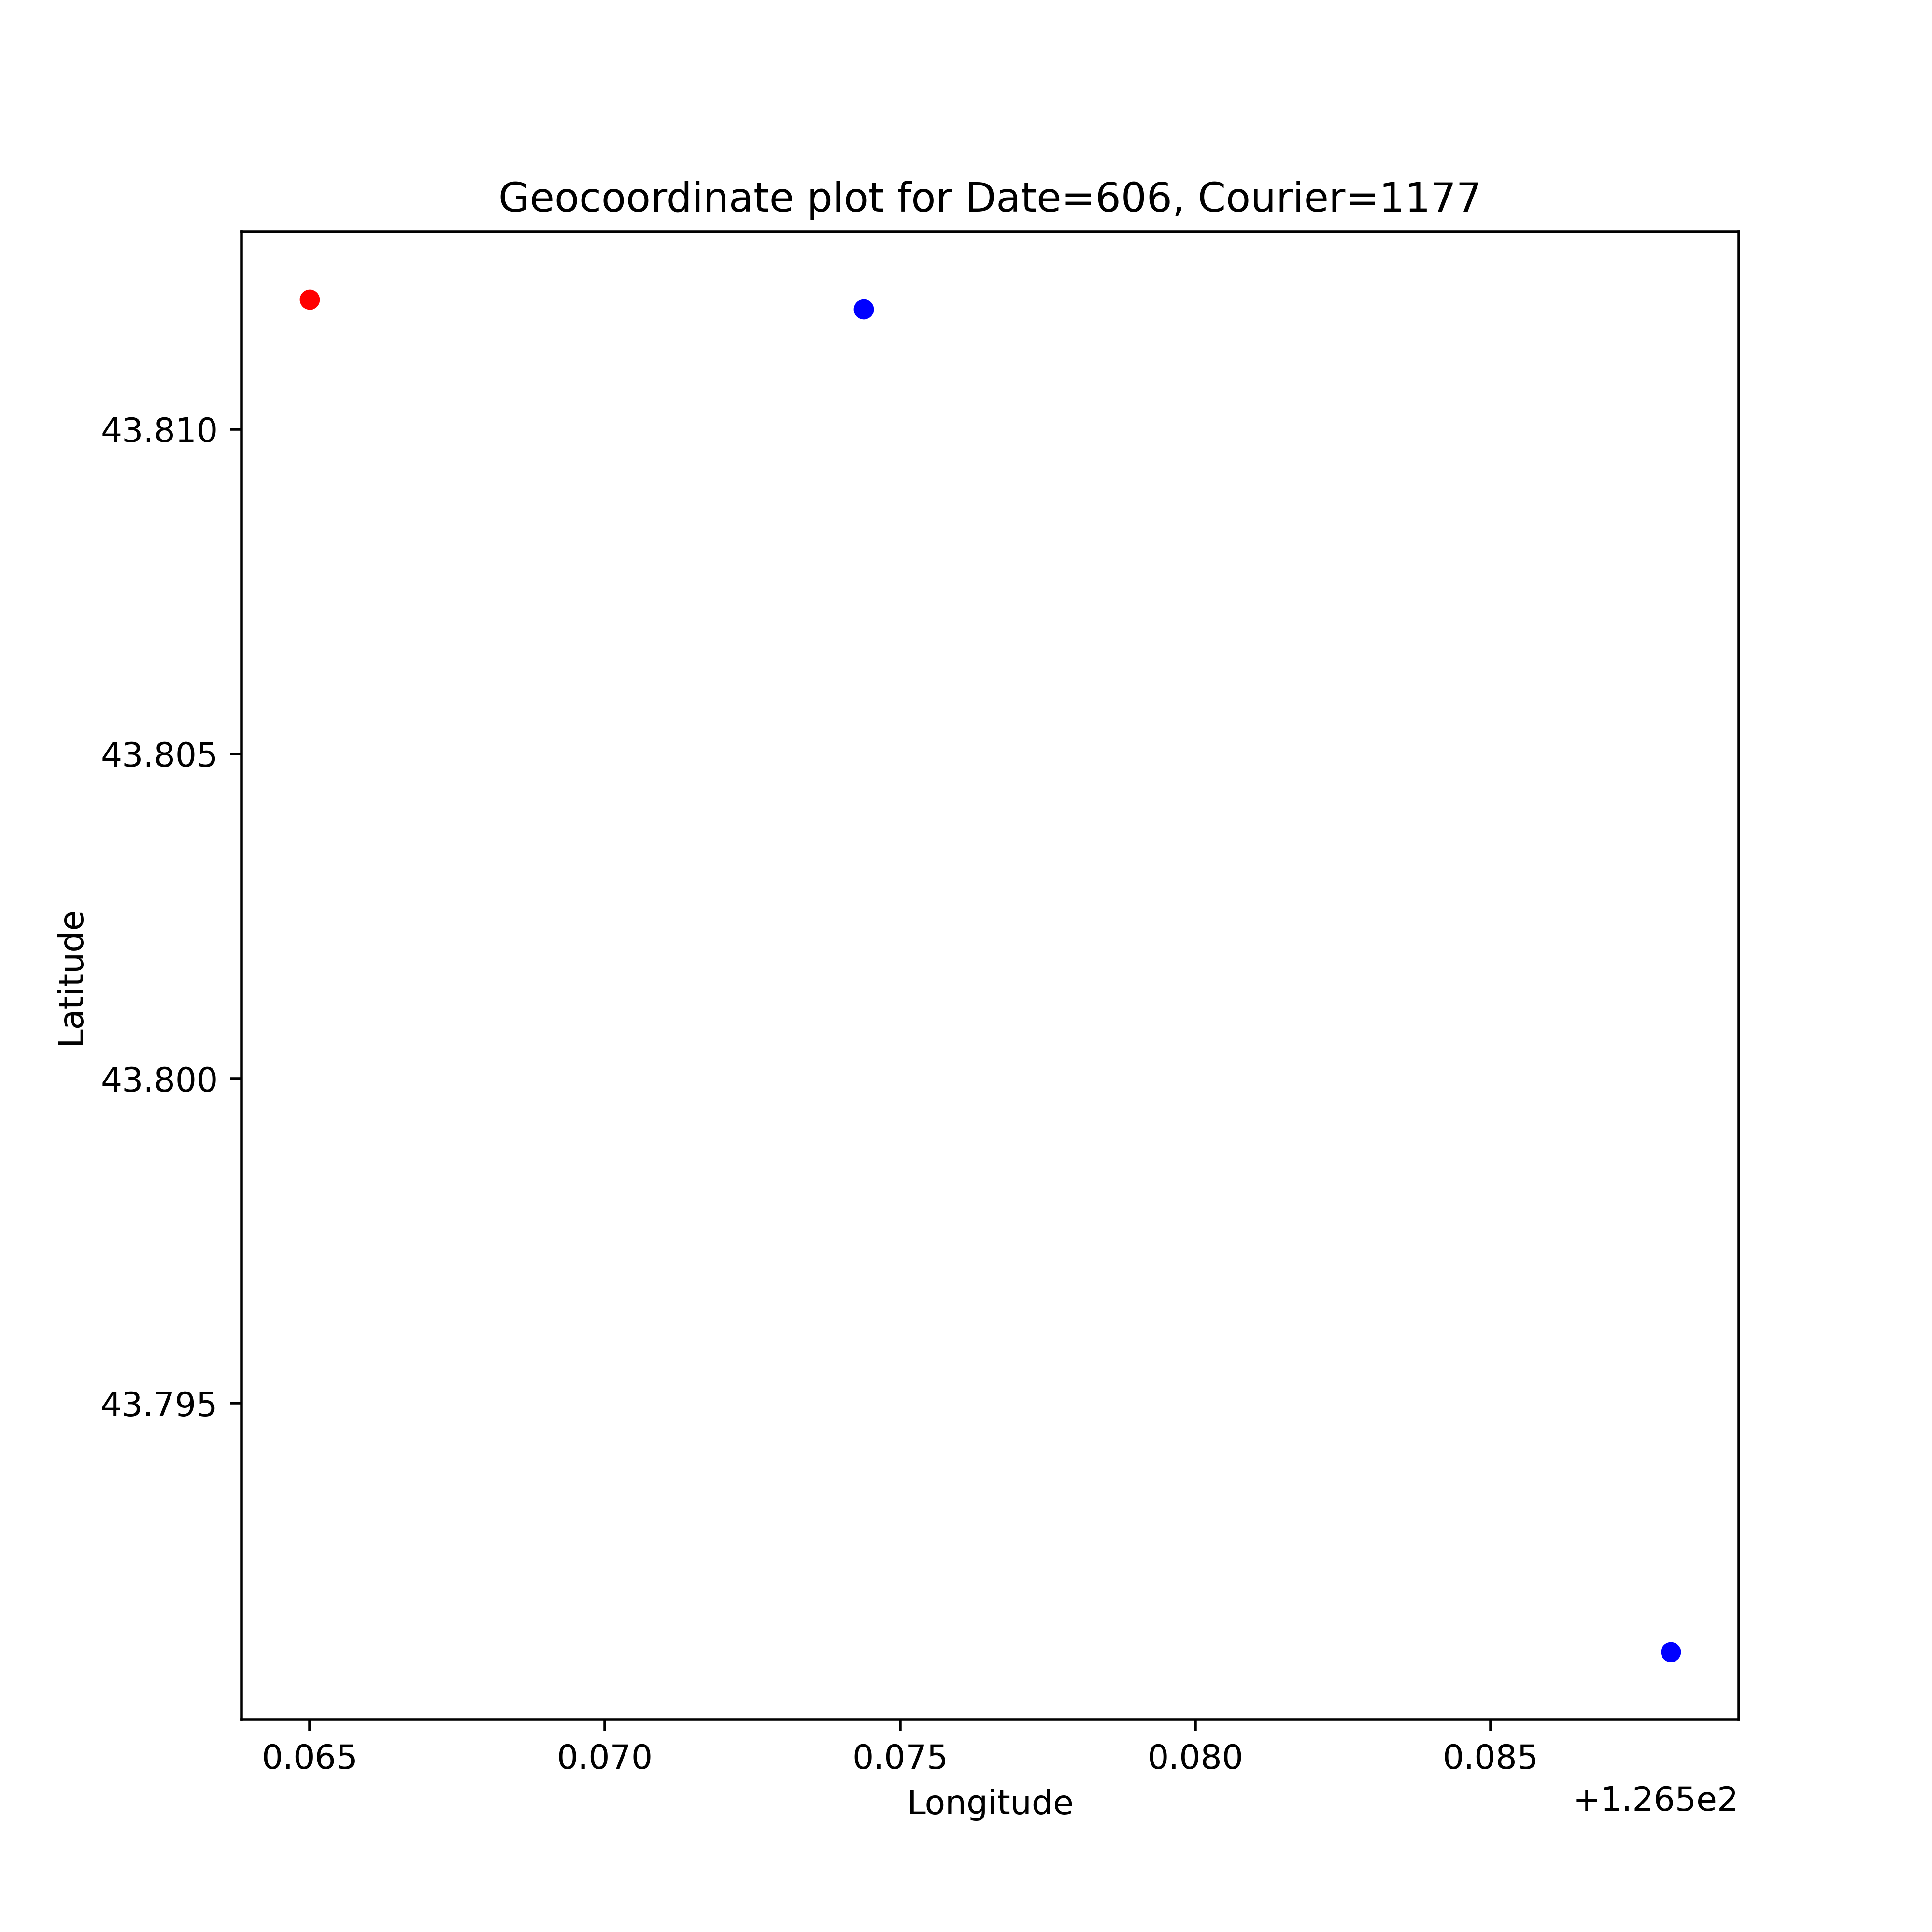 Geocoordinate plot for Date=606, Courier=1177
43.810
43.805
43.800
43.795
Latitude
0.065 0.070 0.075 0.080 0.085
+1.265e2
Longitude